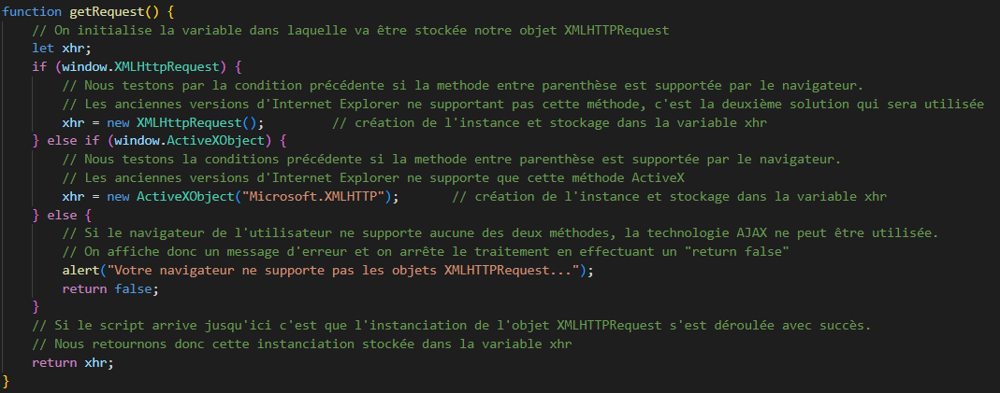 function getRequest() {
    // On initialise la variable dans laquelle va être stockée notre objet XMLHTTPRequest
    let xhr;
    if (window.XMLHttpRequest) {
        // Nous testons par la condition précédente si la methode entre parenthèse est supportée par le navigateur.
        // Les anciennes versions d'Internet Explorer ne supportant pas cette méthode, c'est la deuxième solution qui sera utilisée
        xhr = new XMLHttpRequest();         // création de l'instance et stockage dans la variable xhr
    } else if (window.ActiveXObject) {
        // Nous testons la conditions précédente si la methode entre parenthèse est supportée par le navigateur.
        // Les anciennes versions d'Internet Explorer ne supporte que cette méthode ActiveX
        xhr = new ActiveXObject("Microsoft.XMLHTTP");       // création de l'instance et stockage dans la variable xhr
    } else {
        // Si le navigateur de l'utilisateur ne supporte aucune des deux méthodes, la technologie AJAX ne peut être utilisée.
        // On affiche donc un message d'erreur et on arrête le traitement en effectuant un "return false"
        alert("Votre navigateur ne supporte pas les objets XMLHTTPRequest...");
        return false;
    }
    // Si le script arrive jusqu'ici c'est que l'instanciation de l'objet XMLHTTPRequest s'est déroulée avec succès.
    // Nous retournons donc cette instanciation stockée dans la variable xhr
    return xhr;
}